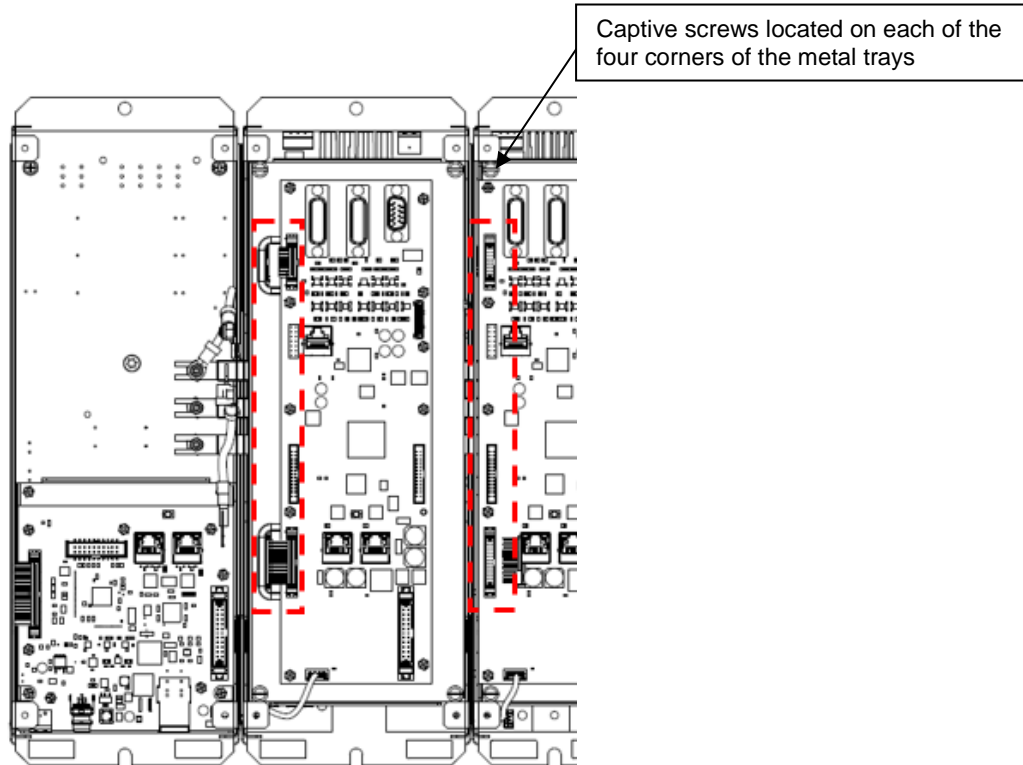 Captive screws located on each of the
four corners of the metal trays